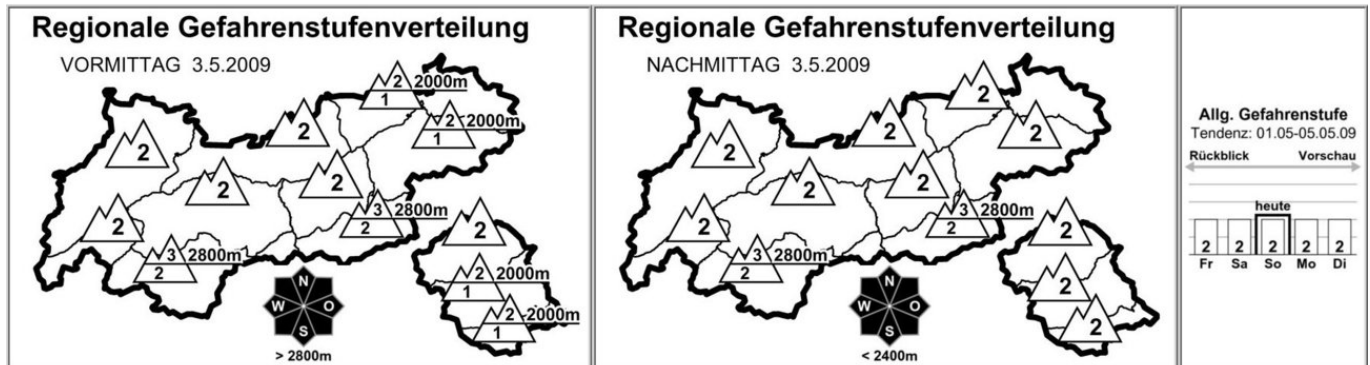 Regionale Gefahrenstufenverteilung
VORMITTAG 3.5.2009
2 2000m
1
2 2000m
1
2
2
2
2
2
3 2800m
2
2
3 2800m
2
2 2000m
1
2 2000m
1
N
W O
S
> 2800m
Regionale Gefahrenstufenverteilung
NACHMITTAG 3.5.2009
2
2
2
2
2
2
3 2800m
2
2
2
3 2800m
2
2
2
N
W O
S
< 2400m
Allg. Gefahrenstufe
Tendenz: 01.05-05.05.09
Rückblick Vorschau
heute
2 2 2 2 2
Fr Sa So Mo Di